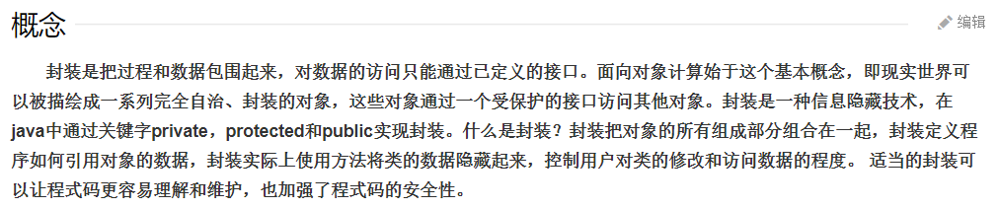 概念
编辑
封装是把过程和数据包围起来，对数据的访问只能通过已定义的接口。面向对象计算始于这个基本概念，即现实世界可
以被描绘成一系列完全自治、封装的对象，这些对象通过一个受保护的接口访问其他对象。封装是一种信息隐藏技术，在
java中通过关键字private，protected和public实现封装。什么是封装？封装把对象的所有组成部分组合在一起，封装定义程
序如何引用对象的数据，封装实际上使用方法将类的数据隐藏起来，控制用户对类的修改和访问数据的程度。 适当的封装可
以让程式码更容易理解和维护，也加强了程式码的安全性。